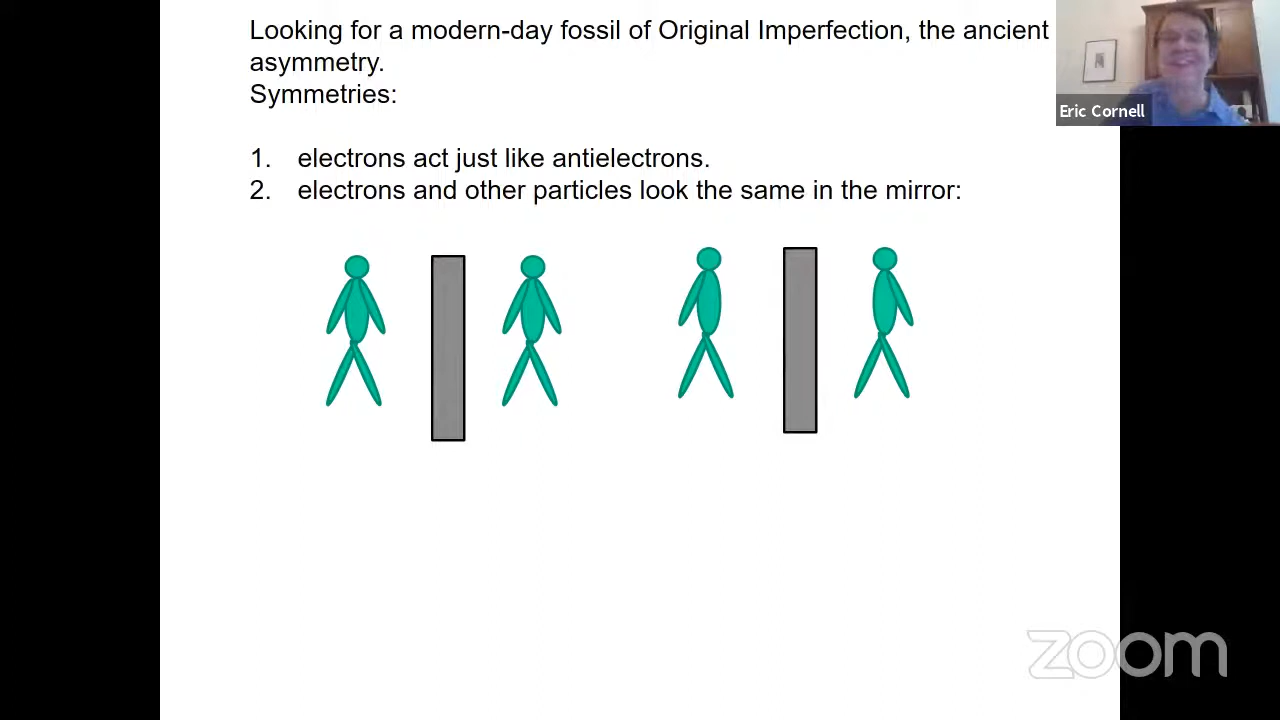 Looking for a modern-day fossil of Original Imperfection, the ancient
asymmetry.
Symmetries:
1. electrons act just like antielectrons.
2. electrons and other particles look the same in the mirror:
Eric Cornell
zoom